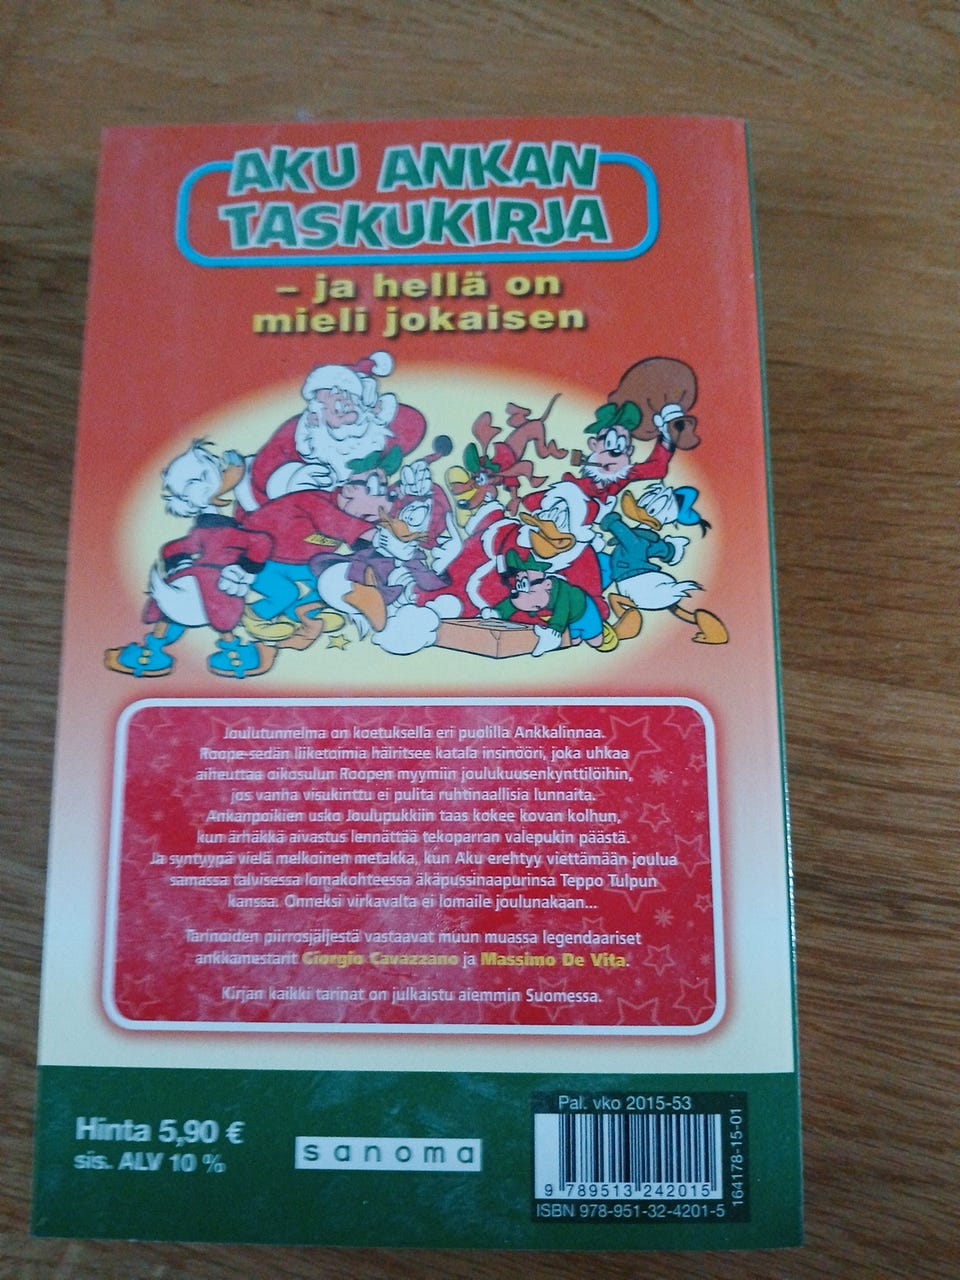 AKU ANKAN
TASKUKIRJA
– ja hellä on
mieli jokaisen
Joulutunnelma on koetuksella eri puolilla Ankkalinnaa.
Roope-sedän liiketoimia häiritsee katala insinööri, joka uhkaa
aiheuttaa oikosulun Roopen myymiin joulukuusenkynttilöihin,
jos vanha visukinttu ei pulita ruhtinaallisia lunnaita.
Ankanpoikien usko Joulupukkiin taas kokee kovan kolhun,
kun ärhäkkä aivastus lennättää tekoparran valepukin päästä.
Ja syntyypä vielä melkoinen metakka, kun Aku erehtyy viettämään joulua
samassa talvisessa lomakohteessa äkäpussinaapurinsa Teppo Tulpun
kanssa. Onneksi virkavalta ei lomaile joulunakaan...
Tarinoiden piirrosjäljestä vastaavat muun muassa legendaariset
ankkamestarit Giorgio Cavazzano ja Massimo De Vita.
Kirjan kaikki tarinat on julkaistu aiemmin Suomessa.
Hinta 5,90 €
sis. ALV 10 %
sanoma
Pal. vko 2015-53
9 789513 242015
ISBN 978-951-32-4201-5
164178-15-01